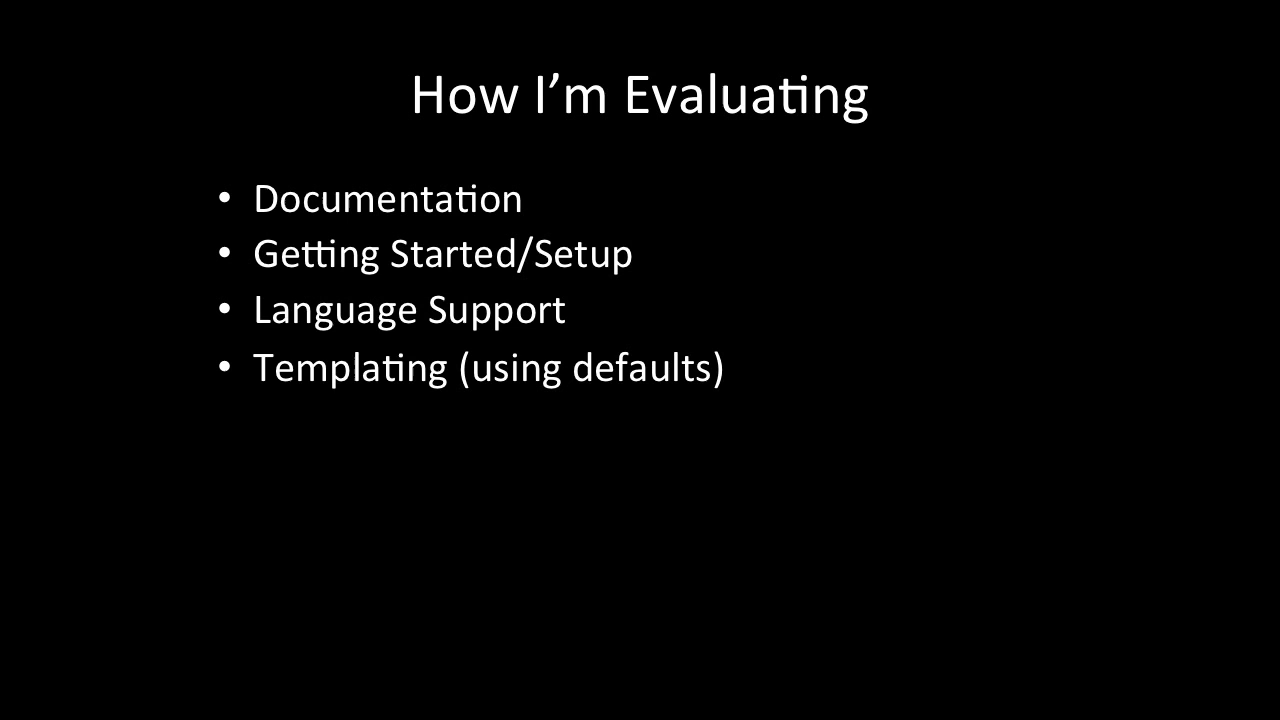 How I’m Evaluating
• Documentation
• Getting Started/Setup
• Language Support
• Templating (using defaults)